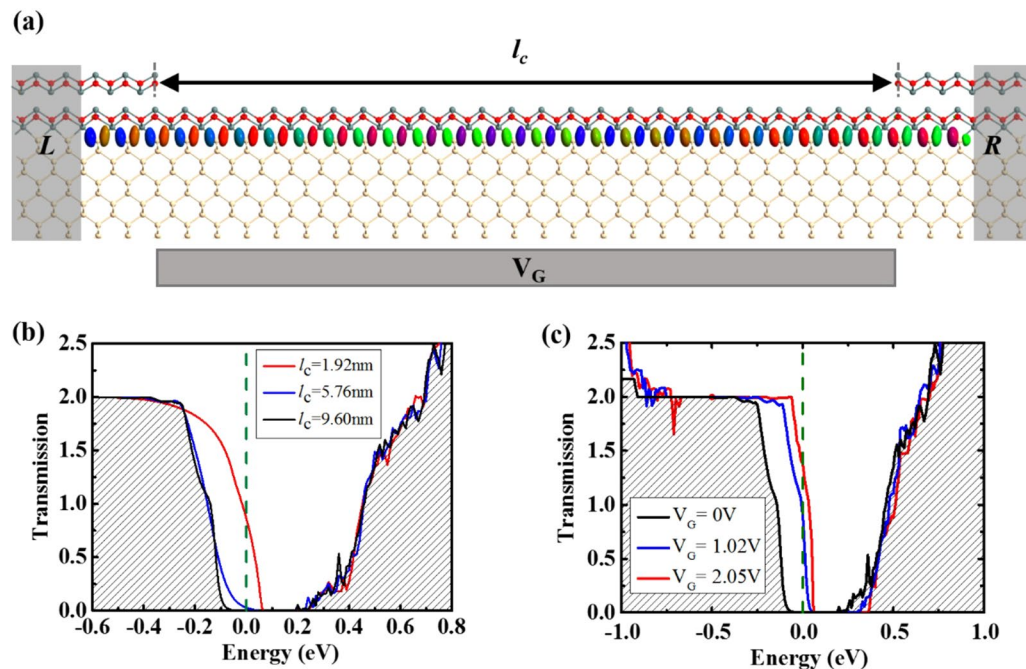 (a)
l_c
L
R
V_G
(b)
(c)
Transmission
2.5
2.0
1.5
1.0
0.5
0.0
l_c=1.92nm
l_c=5.76nm
l_c=9.60nm
-0.6 -0.4 -0.2 0.0 0.2 0.4 0.6 0.8
Energy (eV)
Transmission
2.5
2.0
1.5
1.0
0.5
0.0
V_G= 0V
V_G= 1.02V
V_G= 2.05V
-1.0 -0.5 0.0 0.5 1.0
Energy (eV)